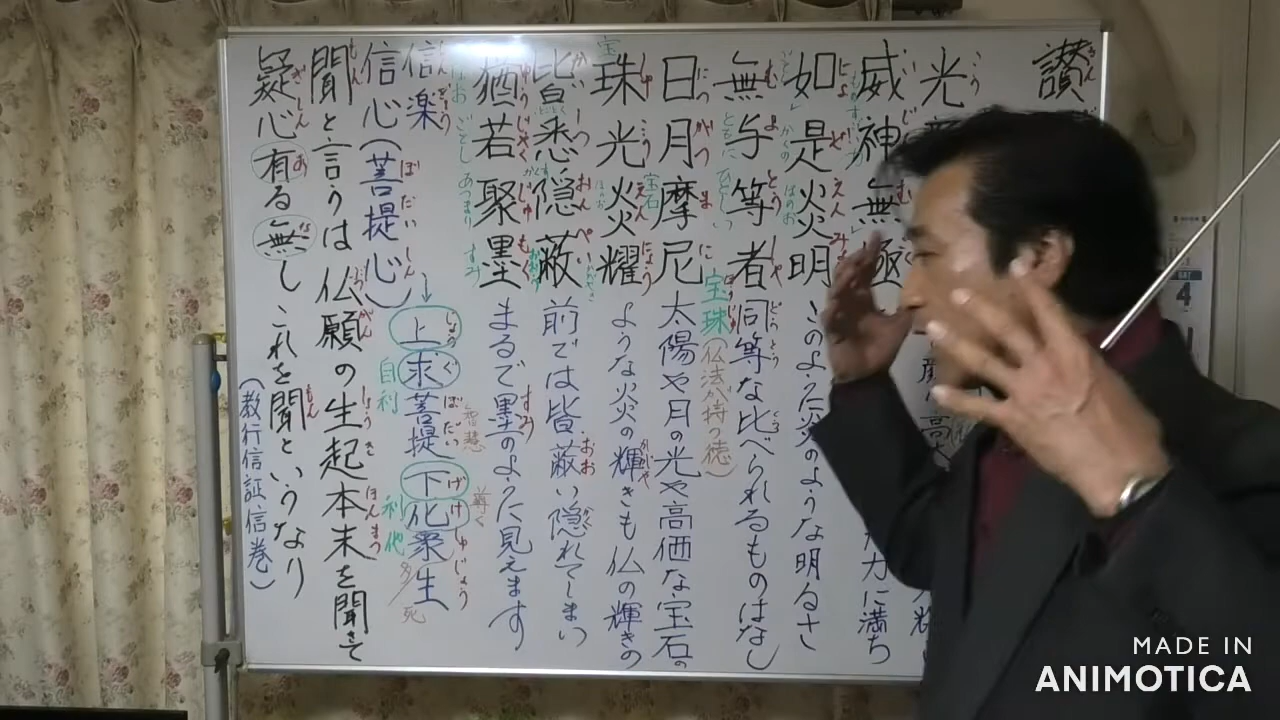 讃
光
威神無極
力に満ち
如是焔明
このような炎のような明るさ
無与等者
同等な比べられるものはなし
日月摩尼
宝珠(仏法が持つ徳)
太陽や月の光や高価な宝石の
珠光焔耀
ような炎の輝きも仏の輝きの
皆悉隠蔽
前では皆蔽い隠れてしまい
猶若聚墨
まるで墨のように見えます
信楽
信心(菩提心)
上求菩提下化衆生
自利
利他
智慧
導く
聞と言うは仏願の生起本末を聞きて
疑心有る無しこれを聞というなり
(教行信証信巻)
SAT
4
MADE IN
ANIMOTICA